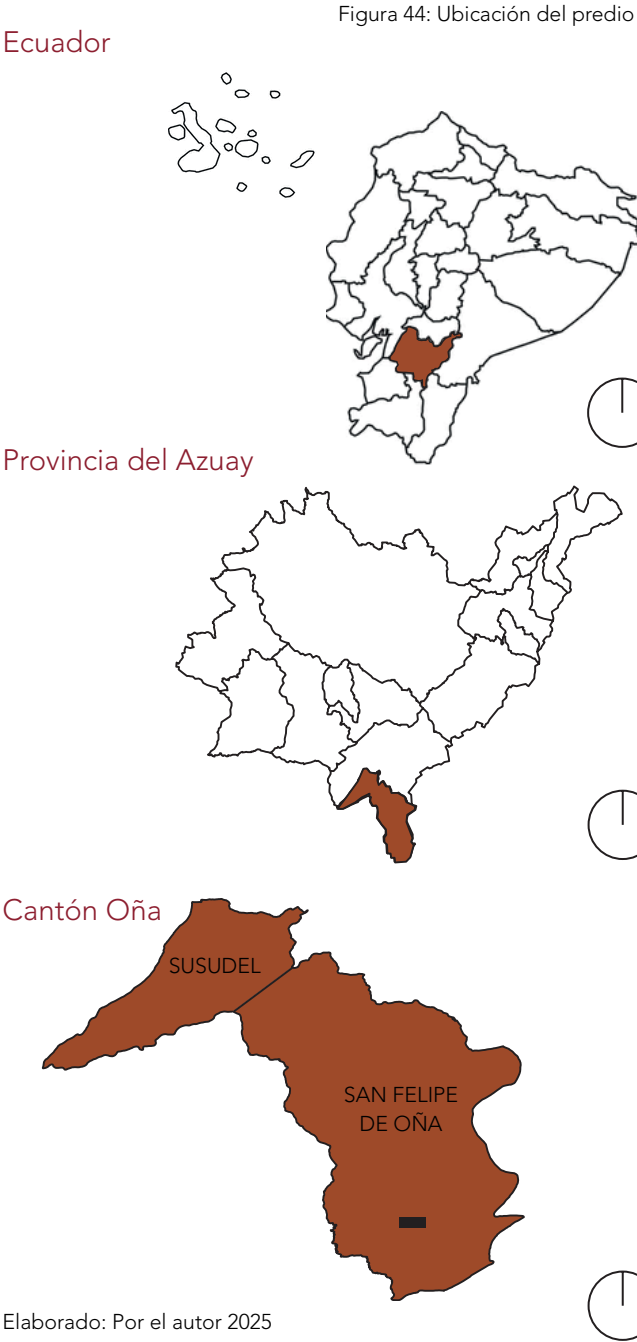 Figura 44: Ubicación del predio
Ecuador
Provincia del Azuay
Cantón Oña
SUSUDEL
SAN FELIPE
DE OÑA
Elaborado: Por el autor 2025